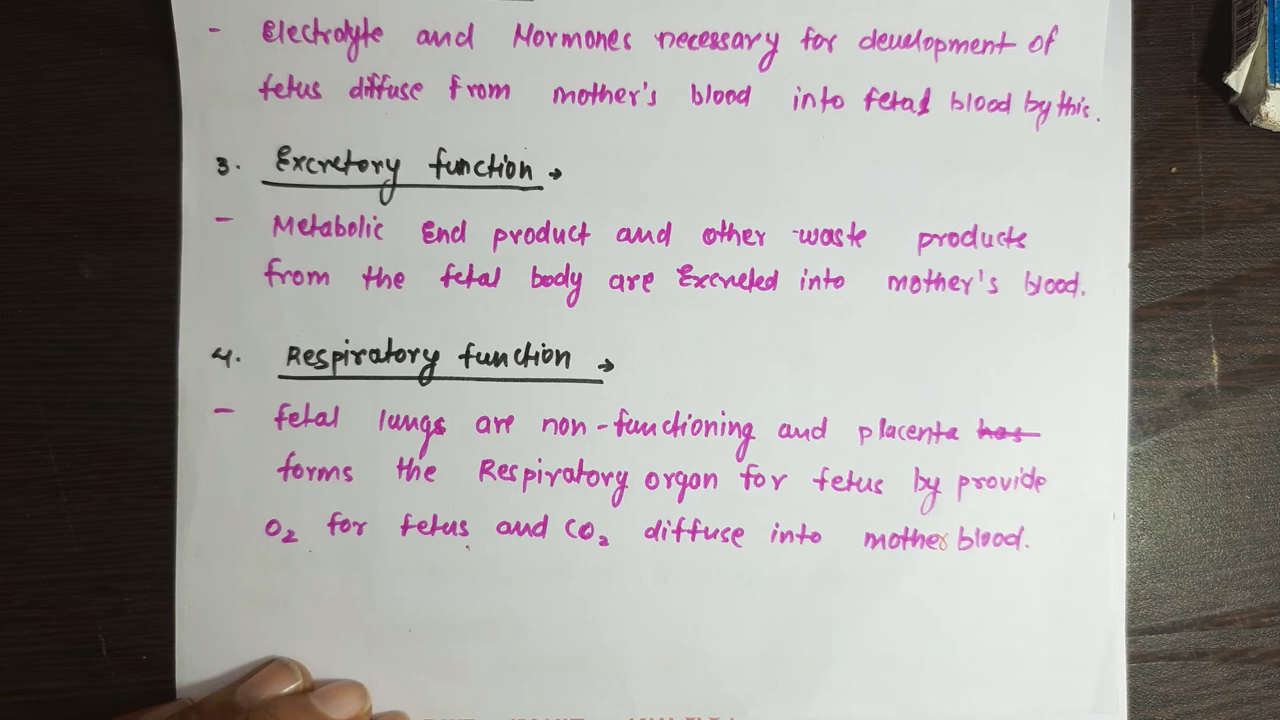 - Electrolyte and Hormones necessary for development of
fetus diffuse from mother's blood into fetal blood by this.
3. Excretory function →
- Metabolic End product and other waste products
from the fetal body are Excreted into mother's blood.
4. Respiratory function →
- fetal lungs are non-functioning and placenta has
forms the Respiratory organ for fetus by provide
O₂ for fetus and CO₂ diffuse into mother blood.